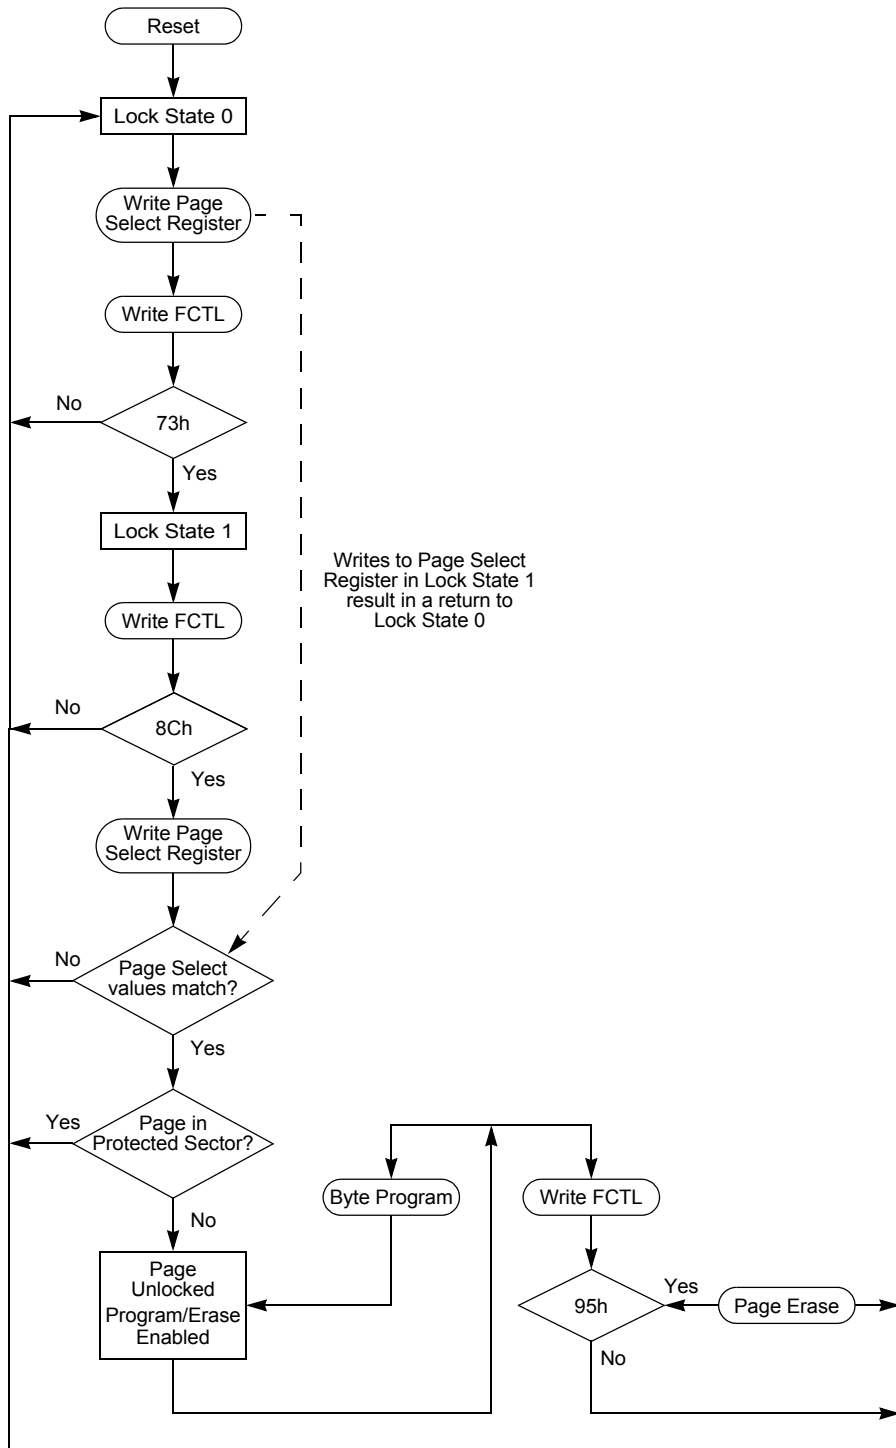 Reset
Lock State 0
Write Page
Select Register
Write FCTL
No
73h
Yes
Lock State 1
Writes to Page Select
Register in Lock State 1
result in a return to
Lock State 0
Write FCTL
No
8Ch
Yes
Write Page
Select Register
No
Page Select
values match?
Yes
Yes
Page in
Protected Sector?
No
Byte Program
Write FCTL
Page
Unlocked
Program/Erase
Enabled
95h
Yes
Page Erase
No